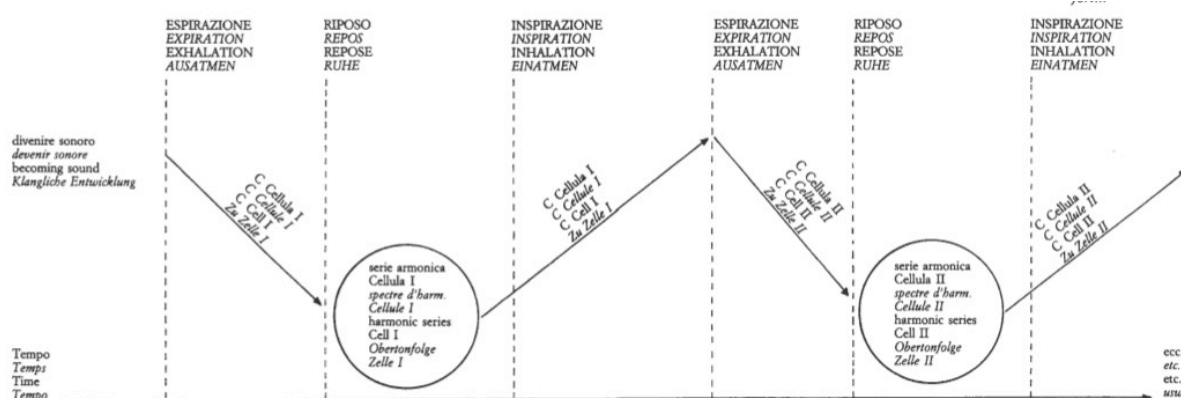 ESPIRAZIONE
EXPIRATION
EXHALATION
AUSATMEN
RIPOSO
REPOS
REPOSE
RUHE
INSPIRAZIONE
INSPIRATION
INHALATION
EINATMEN
ESPIRAZIONE
EXPIRATION
EXHALATION
AUSATMEN
RIPOSO
REPOS
REPOSE
RUHE
INSPIRAZIONE
INSPIRATION
INHALATION
EINATMEN
divenire sonoro
devenir sonore
becoming sound
Klangliche Entwicklung
C Cellula I
C Cellule I
C Cell I
Zu Zelle I
serie armonica
Cellula I
spectre d'harm.
Cellule I
harmonic series
Cell I
Obertonfolge
Zelle I
C Cellula I
C Cellule I
C Cell I
Zu Zelle I
C Cellula II
C Cellule II
C Cell II
Zu Zelle II
serie armonica
Cellula II
spectre d'harm.
Cellule II
harmonic series
Cell II
Obertonfolge
Zelle II
C Cellula II
C Cellule II
C Cell II
Zu Zelle II
Tempo
Temps
Time
Tempo
ecc.
etc.
etc.